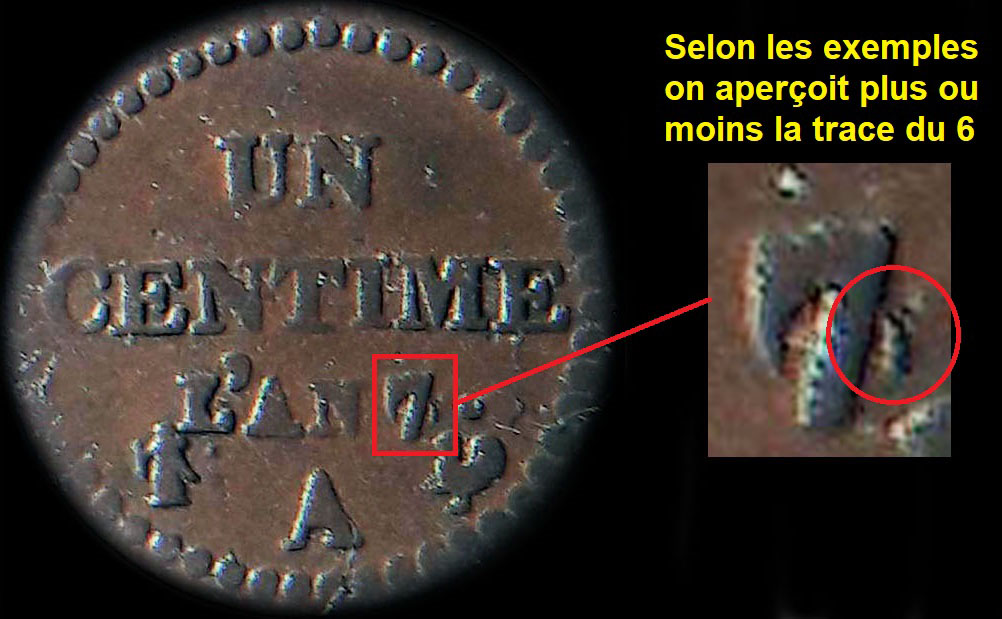 Selon les exemples
on aperçoit plus ou
moins la trace du 6
UN
CENTIME
L'AN 7
A